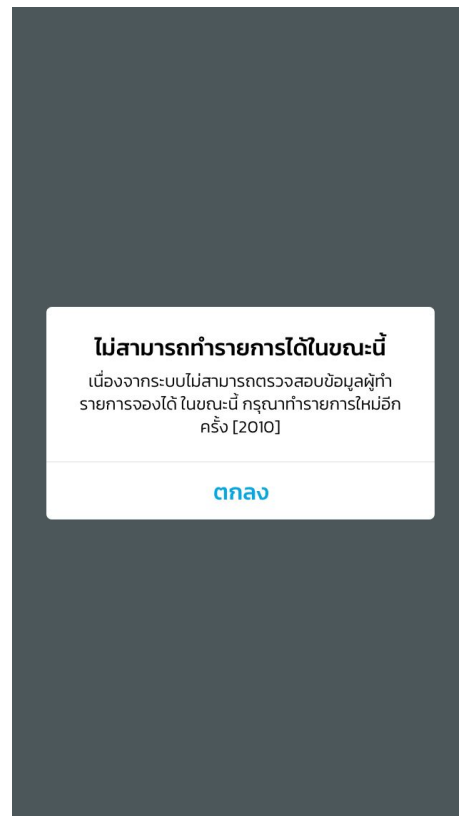 ไม่สามารถทำรายการได้ในขณะนี้
เนื่องจากระบบไม่สามารถตรวจสอบข้อมูลผู้ทำ
รายการจองได้ ในขณะนี้ กรุณาทำรายการใหม่อีก
ครั้ง [2010]
ตกลง